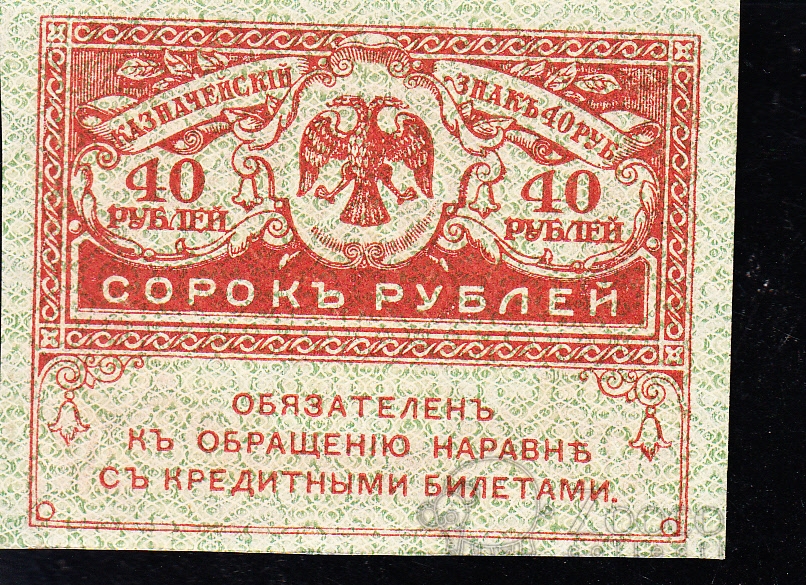 КАЗНАЧЕЙСКІЙ
ЗНАКЪ 40 РУБ.
40
РУБЛЕЙ
40
РУБЛЕЙ
СОРОКЪ РУБЛЕЙ
ОБЯЗАТЕЛЕНЪ
КЪ ОБРАЩЕНІЮ НАРАВНѢ
СЪ КРЕДИТНЫМИ БИЛЕТАМИ.